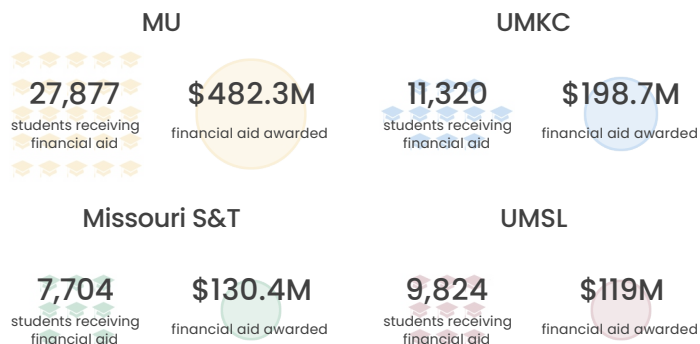 MU
27,877
students receiving
financial aid
$482.3M
financial aid awarded
UMKC
11,320
students receiving
financial aid
$198.7M
financial aid awarded
Missouri S&T
7,704
students receiving
financial aid
$130.4M
financial aid awarded
UMSL
9,824
students receiving
financial aid
$119M
financial aid awarded